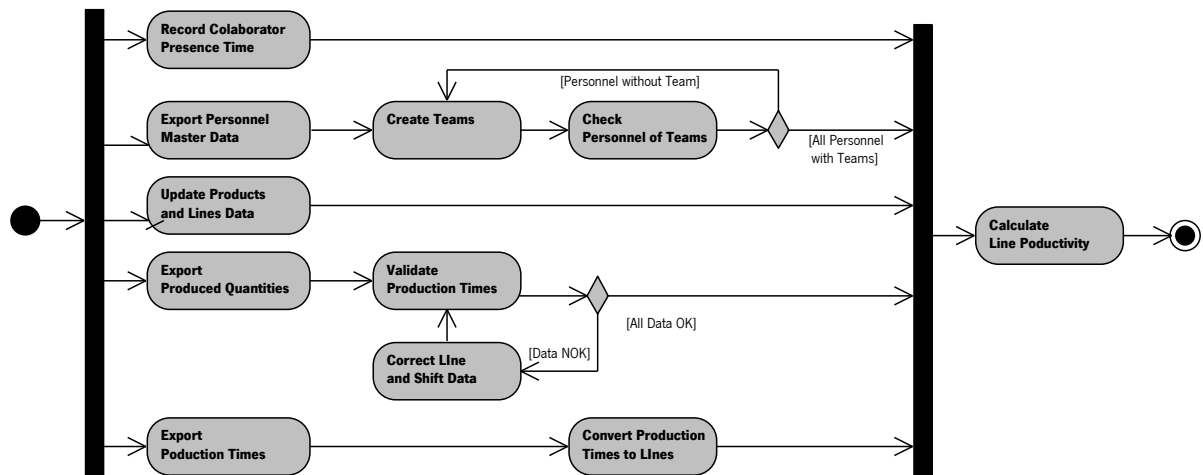 Record Colaborator
Presence Time
[Personnel without Team]
Export Personnel
Master Data
Create Teams
Check
Personnel of Teams
[All Personnel
with Teams]
Update Products
and Lines Data
Calculate
Line Poductivity
Export
Produced Quantities
Validate
Production Times
[All Data OK]
[Data NOK]
Correct LIne
and Shift Data
Export
Poduction Times
Convert Production
Times to LInes